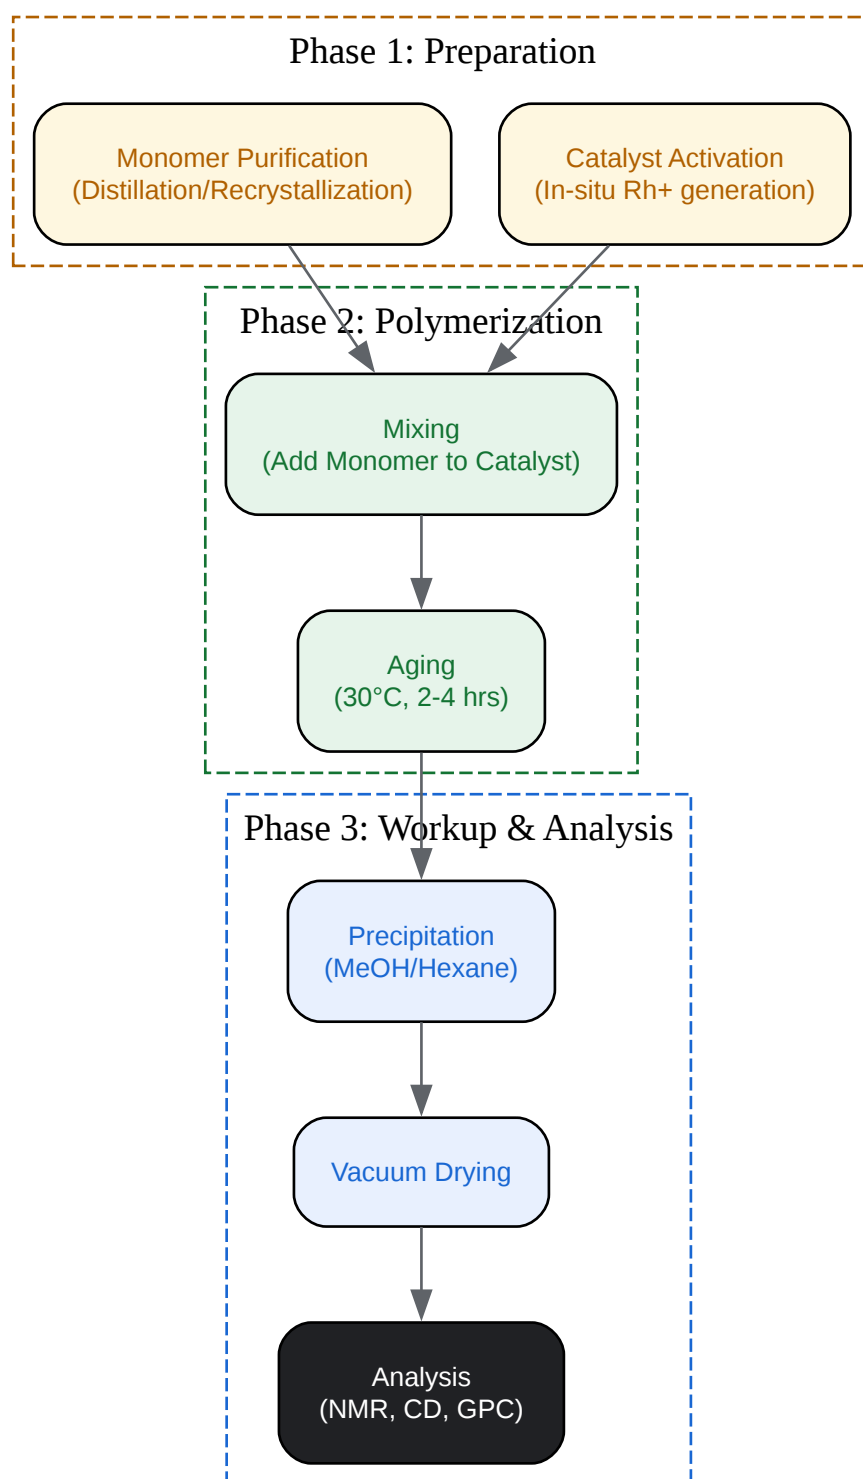 Phase 1: Preparation
Monomer Purification
(Distillation/Recrystallization)
Catalyst Activation
(In-situ Rh+ generation)
Phase 2: Polymerization
Mixing
(Add Monomer to Catalyst)
Aging
(30°C, 2-4 hrs)
Phase 3: Workup & Analysis
Precipitation
(MeOH/Hexane)
Vacuum Drying
Analysis
(NMR, CD, GPC)